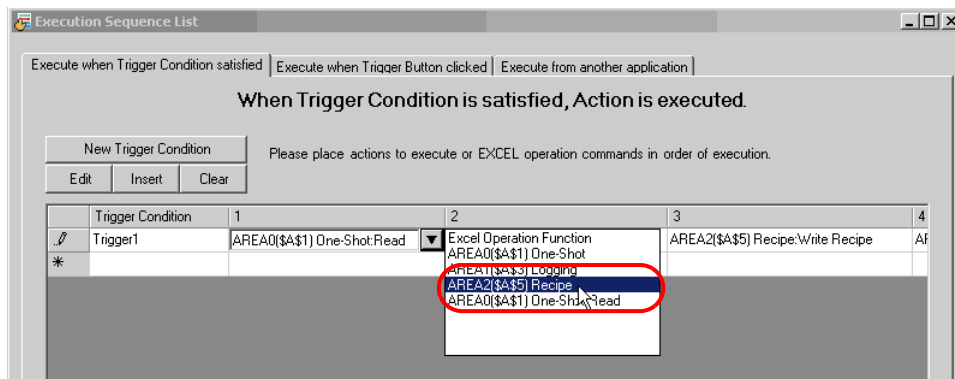 Execution Sequence List
Execute when Trigger Condition satisfied Execute when Trigger Button clicked Execute from another application
When Trigger Condition is satisfied, Action is executed.
New Trigger Condition
Please place actions to execute or EXCEL operation commands in order of execution.
Edit Insert Clear
Trigger Condition 1 2 3 4
Trigger1 AREA0($A$1) One-Shot:Read Excel Operation Function AREA2($A$5) Recipe:Write Recipe
AREA0($A$1) One-Shot
AREA1($A$3) Logging
AREA2($A$5) Recipe
AREA0($A$1) One-Shot:Read